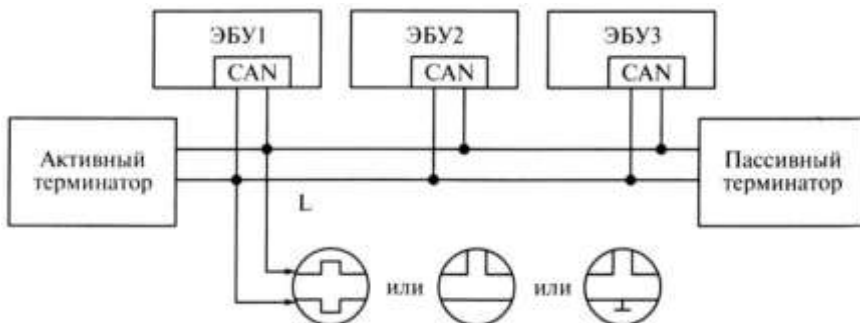 ЭБУ1
ЭБУ2
ЭБУ3
CAN
CAN
CAN
Активный
терминатор
Пассивный
терминатор
L
или
или